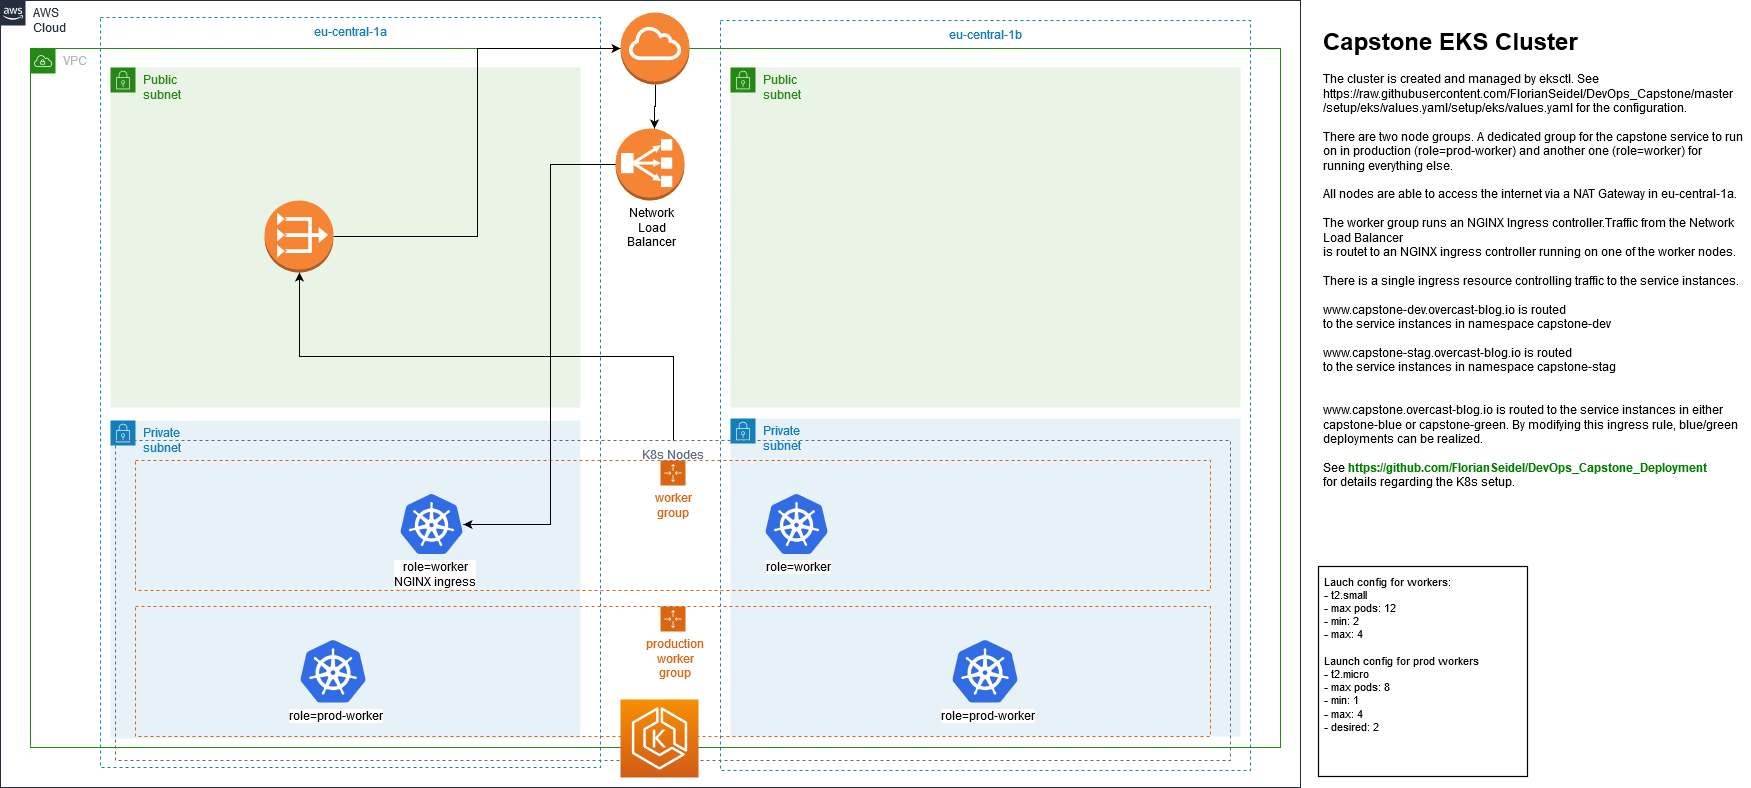 aws
AWS
Cloud
VPC
eu-central-1a
eu-central-1b
Public
subnet
Public
subnet
Network
Load
Balancer
Private
subnet
Private
subnet
K8s Nodes
worker
group
role=worker
NGINX ingress
role=worker
production
worker
group
role=prod-worker
role=prod-worker
K
Capstone EKS Cluster
The cluster is created and managed by eksctl. See
https://raw.githubusercontent.com/FlorianSeidel/DevOps_Capstone/master
/setup/eks/values.yaml/setup/eks/values.yaml for the configuration.
There are two node groups. A dedicated group for the capstone service to run
on in production (role=prod-worker) and another one (role=worker) for
running everything else.
All nodes are able to access the internet via a NAT Gateway in eu-central-1a.
The worker group runs an NGINX Ingress controller.Traffic from the Network
Load Balancer
is routet to an NGINX ingress controller running on one of the worker nodes.
There is a single ingress resource controlling traffic to the service instances.
www.capstone-dev.overcast-blog.io is routed
to the service instances in namespace capstone-dev
www.capstone-stag.overcast-blog.io is routed
to the service instances in namespace capstone-stag
www.capstone.overcast-blog.io is routed to the service instances in either
capstone-blue or capstone-green. By modifying this ingress rule, blue/green
deployments can be realized.
See https://github.com/FlorianSeidel/DevOps_Capstone_Deployment
for details regarding the K8s setup.
Lauch config for workers:
- t2.small
- max pods: 12
- min: 2
- max: 4
Launch config for prod workers
- t2.micro
- max pods: 8
- min: 1
- max: 4
- desired: 2